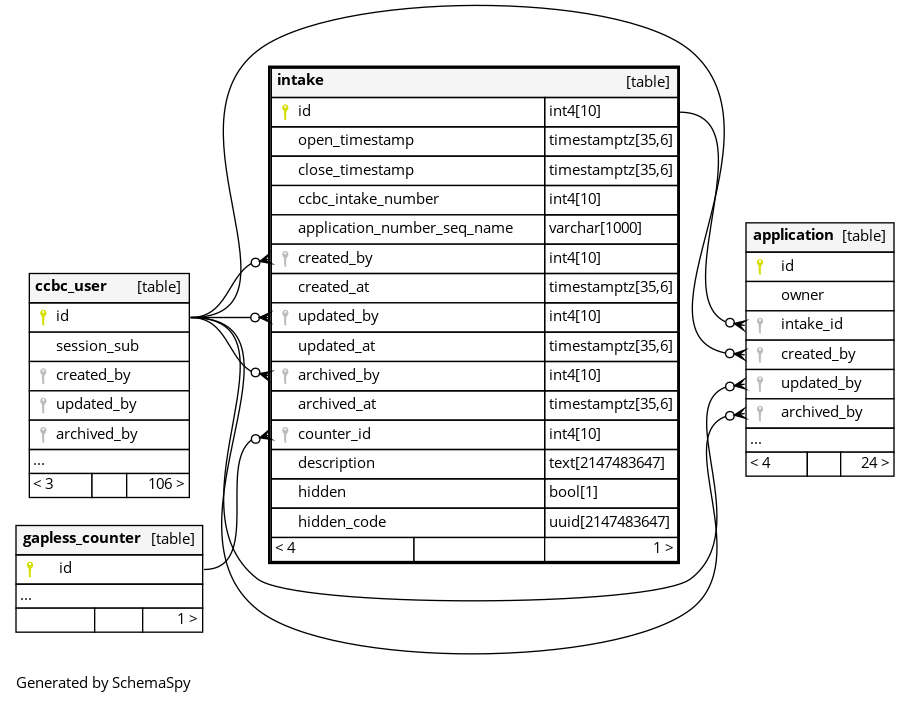 intake [table]
id int4[10]
open_timestamp timestamptz[35,6]
close_timestamp timestamptz[35,6]
ccbc_intake_number int4[10]
application_number_seq_name varchar[1000]
created_by int4[10]
created_at timestamptz[35,6]
updated_by int4[10]
updated_at timestamptz[35,6]
archived_by int4[10]
archived_at timestamptz[35,6]
counter_id int4[10]
description text[2147483647]
hidden bool[1]
hidden_code uuid[2147483647]
< 4 1 >
ccbc_user [table]
id
session_sub
created_by
updated_by
archived_by
...
< 3 106 >
gapless_counter [table]
id
...
1 >
application [table]
id
owner
intake_id
created_by
updated_by
archived_by
...
< 4 24 >
Generated by SchemaSpy